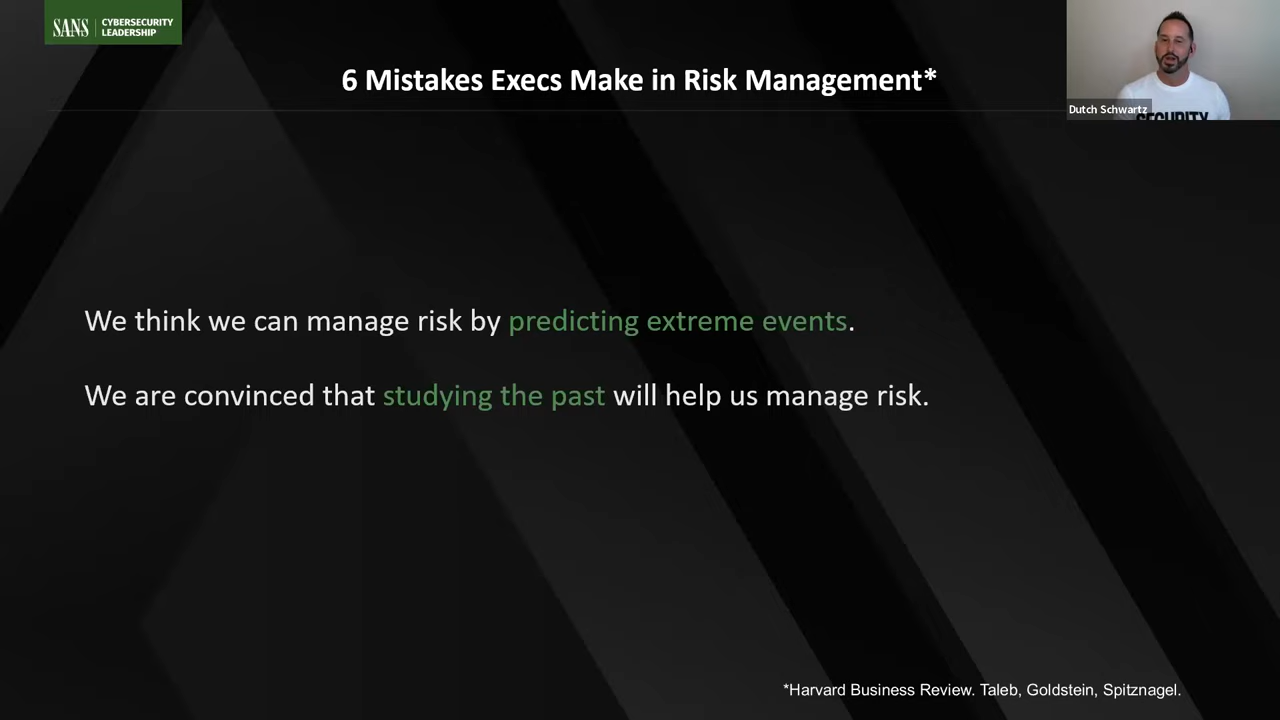 SANS
CYBERSECURITY
LEADERSHIP
6 Mistakes Execs Make in Risk Management*
Dutch Schwartz
SECURITY
We think we can manage risk by predicting extreme events.
We are convinced that studying the past will help us manage risk.
*Harvard Business Review. Taleb, Goldstein, Spitznagel.